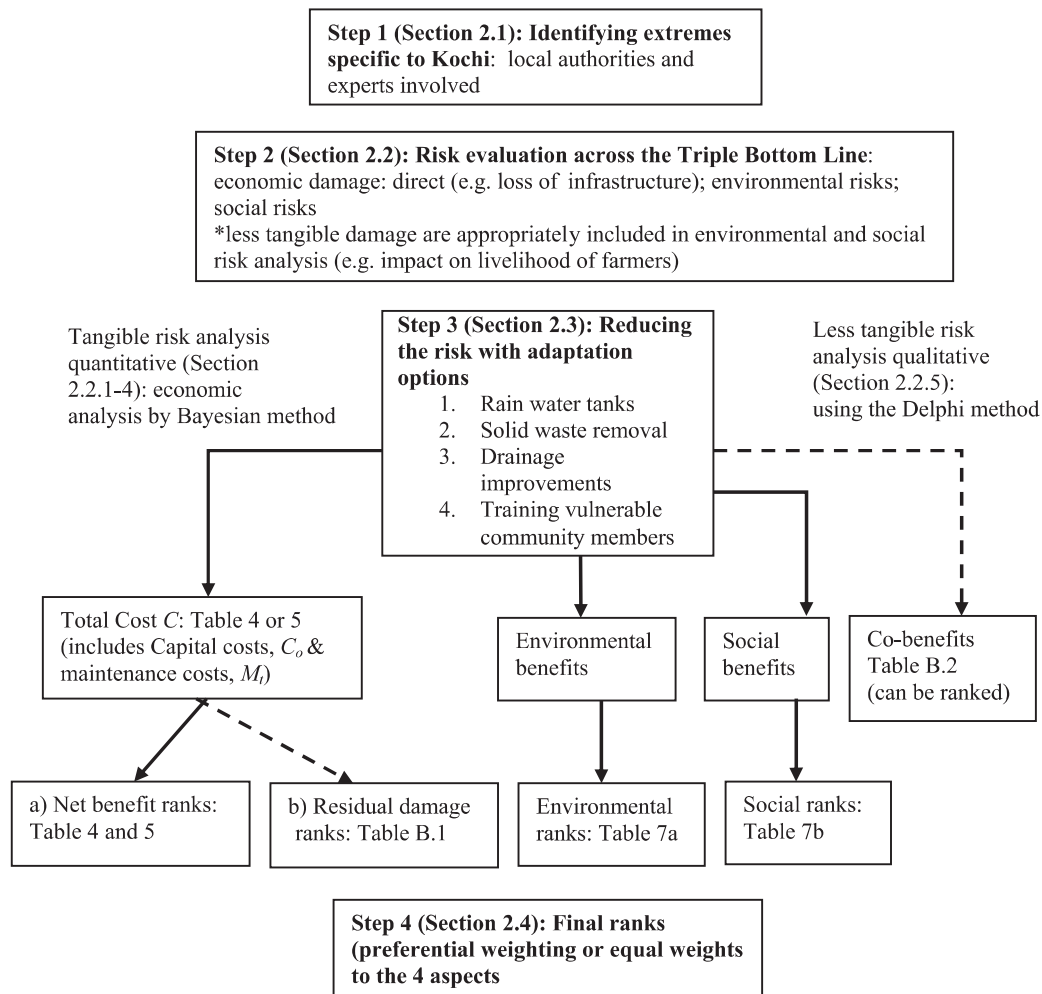 Step 1 (Section 2.1): Identifying extremes
specific to Kochi: local authorities and
experts involved
Step 2 (Section 2.2): Risk evaluation across the Triple Bottom Line:
economic damage: direct (e.g. loss of infrastructure); environmental risks;
social risks
*less tangible damage are appropriately included in environmental and social
risk analysis (e.g. impact on livelihood of farmers)
Tangible risk analysis
quantitative (Section
2.2.1-4): economic
analysis by Bayesian method
Step 3 (Section 2.3): Reducing
the risk with adaptation
options
1. Rain water tanks
2. Solid waste removal
3. Drainage
improvements
4. Training vulnerable
community members
Less tangible risk
analysis qualitative
(Section 2.2.5):
using the Delphi method
Total Cost C: Table 4 or 5
(includes Capital costs, Co &
maintenance costs, Mt)
Environmental
benefits
Social
benefits
Co-benefits
Table B.2
(can be ranked)
a) Net benefit ranks:
Table 4 and 5
b) Residual damage
ranks: Table B.1
Environmental
ranks: Table 7a
Social ranks:
Table 7b
Step 4 (Section 2.4): Final ranks
(preferential weighting or equal weights
to the 4 aspects